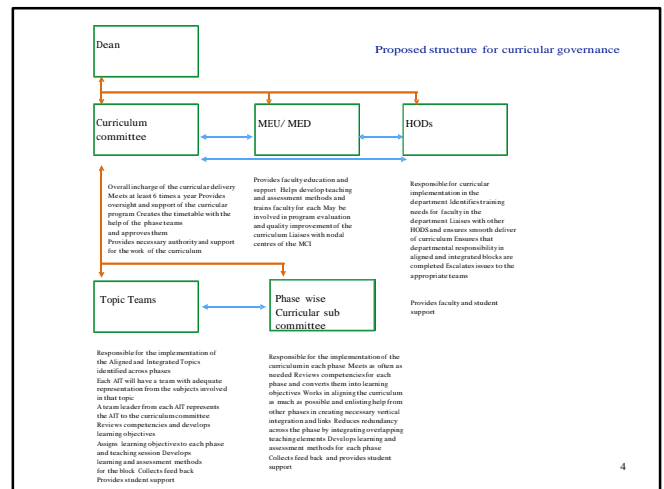 Proposed structure for curricular governance
Dean
Curriculum
committee
MEU/ MED
HODs
Overall incharge of the curricular delivery
Meets at least 6 times a year Provides
oversight and support of the curricular
program Creates the timetable with the
help of the phase teams
and approves them
Provides necessary authority and support
for the work of the curriculum
Provides faculty education and
support Helps develop teaching
and assessment methods and
trains faculty for each May be
involved in program evaluation
and quality improvement of the
curriculum Liaises with nodal
centres of the MCI
Responsible for curricular
implementation in the
department Identifies training
needs for faculty in the
department Liaises with other
HODS and ensures smooth deliver
of curriculum Ensures that
departmental responsibility in
aligned and integrated blocks are
completed Escalates issues to the
appropriate teams
Provides faculty and student
support
Topic Teams
Phase wise
Curricular sub
committee
Responsible for the implementation of
the Aligned and Integrated Topics
identified across phases
Each AIT will have a team with adequate
representation from the subjects involved
in that topic
A team leader from each AIT represents
the AIT to the curriculum committee
Reviews competencies and develops
learning objectives
Assigns learning objectives to each phase
and teaching session Develops
learning and assessment methods
for the block Collects feed back
Provides student support
Responsible for the implementation of the
curriculum in each phase Meets as often as
needed Reviews competencies for each
phase and converts them into learning
objectives Works in aligning the curriculum
as much as possible and enlisting help from
other phases in creating necessary vertical
integration and links Reduces redundancy
across the phase by integrating overlapping
teaching elements Develops learning and
assessment methods for each phase
Collects feed back and provides student
support
4